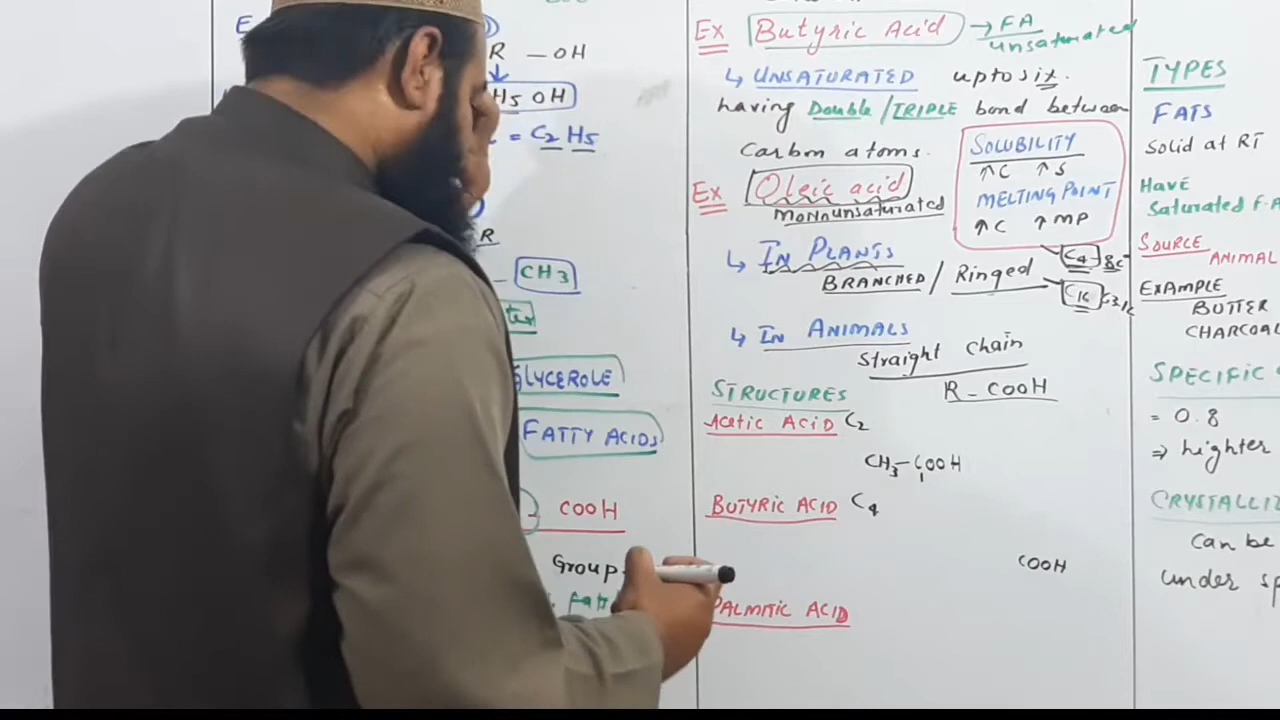 E
R — OH
H5 OH
= C2 H5
R
— CH3
GLYCEROLE
FATTY ACIDS
COOH
Group
Ex Butyric Acid → FA
unsaturated
↳ UNSATURATED upto six.
having Double/TRIPLE bond between
Carbon atoms.
Ex Oleic acid
Monounsaturated
SOLUBILITY
↑C ↑S
MELTING POINT
↑C ↑MP
↳ IN PLANTS
BRANCHED / Ringed
C4
C16
↳ IN ANIMALS
Straight chain
R - COOH
STRUCTURES
Acetic Acid C2
CH3 - COOH
BUTYRIC ACID C4
COOH
PALMITIC ACID
TYPES
FATS
Solid at RT
Have
Saturated F.A
SOURCE
ANIMAL
EXAMPLE
BUTTER
CHARCOAL
SPECIFIC
= 0.8
⇒ highter
CRYSTALLIZ
Can be
under sp